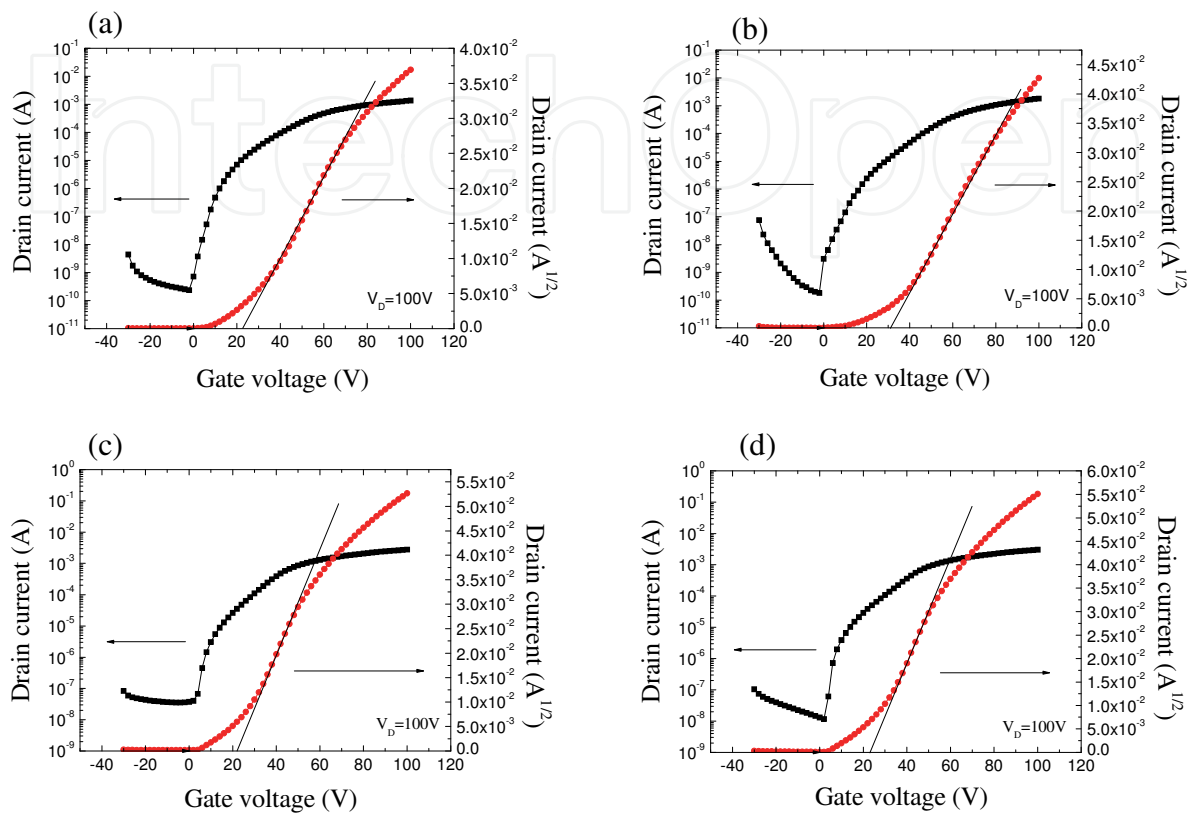 (a)
10⁻¹
10⁻²
10⁻³
10⁻⁴
10⁻⁵
10⁻⁶
10⁻⁷
10⁻⁸
10⁻⁹
10⁻¹⁰
10⁻¹¹
Drain current (A)
-40 -20 0 20 40 60 80 100 120
Gate voltage (V)
4.0x10⁻²
3.5x10⁻²
3.0x10⁻²
2.5x10⁻²
2.0x10⁻²
1.5x10⁻²
1.0x10⁻²
5.0x10⁻³
0.0
Drain current (A^1/2)
V_D=100V
(b)
10⁻¹
10⁻²
10⁻³
10⁻⁴
10⁻⁵
10⁻⁶
10⁻⁷
10⁻⁸
10⁻⁹
10⁻¹⁰
10⁻¹¹
Drain current (A)
-40 -20 0 20 40 60 80 100 120
Gate voltage (V)
4.5x10⁻²
4.0x10⁻²
3.5x10⁻²
3.0x10⁻²
2.5x10⁻²
2.0x10⁻²
1.5x10⁻²
1.0x10⁻²
5.0x10⁻³
0.0
Drain current (A^1/2)
V_D=100V
(c)
10⁰
10⁻¹
10⁻²
10⁻³
10⁻⁴
10⁻⁵
10⁻⁶
10⁻⁷
10⁻⁸
10⁻⁹
Drain current (A)
-40 -20 0 20 40 60 80 100 120
Gate voltage (V)
5.5x10⁻²
5.0x10⁻²
4.5x10⁻²
4.0x10⁻²
3.5x10⁻²
3.0x10⁻²
2.5x10⁻²
2.0x10⁻²
1.5x10⁻²
1.0x10⁻²
5.0x10⁻³
0.0
Drain current (A^1/2)
V_D=100V
(d)
10⁰
10⁻¹
10⁻²
10⁻³
10⁻⁴
10⁻⁵
10⁻⁶
10⁻⁷
10⁻⁸
10⁻⁹
Drain current (A)
-40 -20 0 20 40 60 80 100 120
Gate voltage (V)
6.0x10⁻²
5.5x10⁻²
5.0x10⁻²
4.5x10⁻²
4.0x10⁻²
3.5x10⁻²
3.0x10⁻²
2.5x10⁻²
2.0x10⁻²
1.5x10⁻²
1.0x10⁻²
5.0x10⁻³
0.0
Drain current (A^1/2)
V_D=100V
IntechOpen